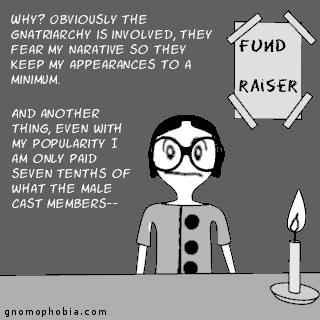 WHY? OBVIOUSLY THE
GNATRIARCHY IS INVOLVED, THEY
FEAR MY NARATIVE SO THEY
KEEP MY APPEARANCES TO A
MINIMUM.
AND ANOTHER
THING, EVEN WITH
MY POPULARITY I
AM ONLY PAID
SEVEN TENTHS OF
WHAT THE MALE
CAST MEMBERS--
FUND
RAISER
gnomophobia.com